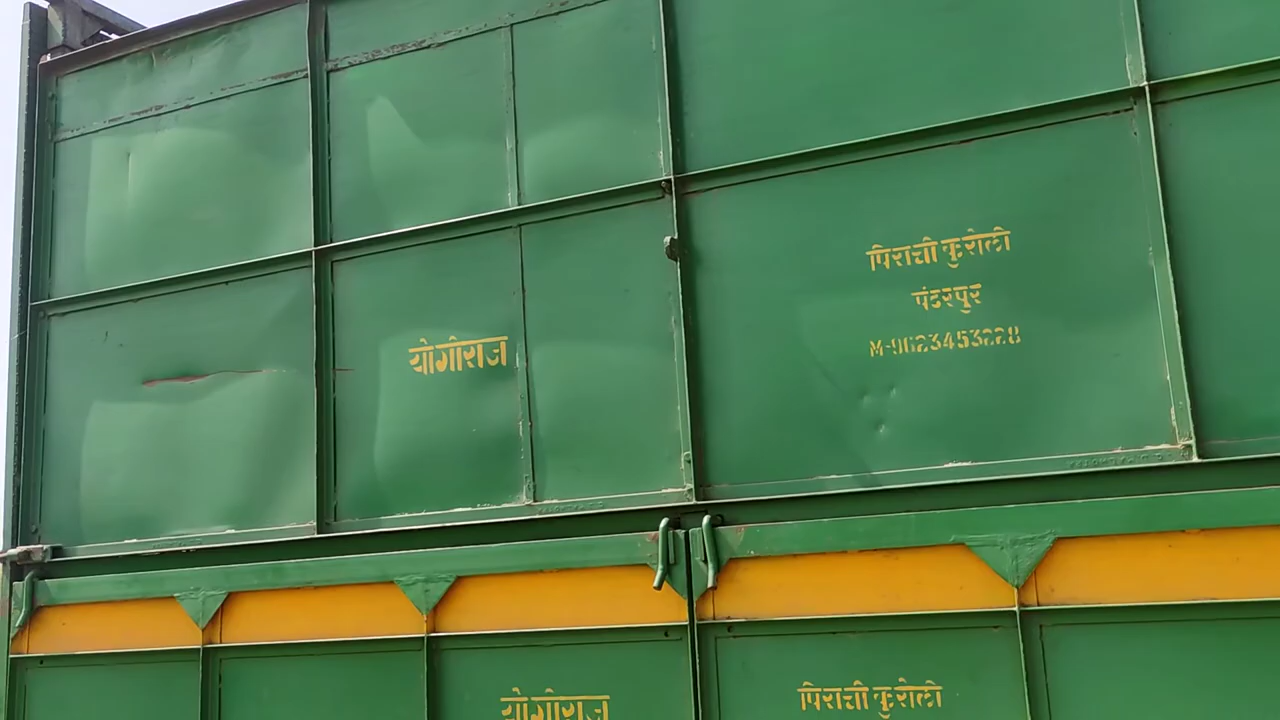 पिराची कुरोली
पंढरपुर
योगीराज
M-9623453228
योगीराज
पिराची कुरोली